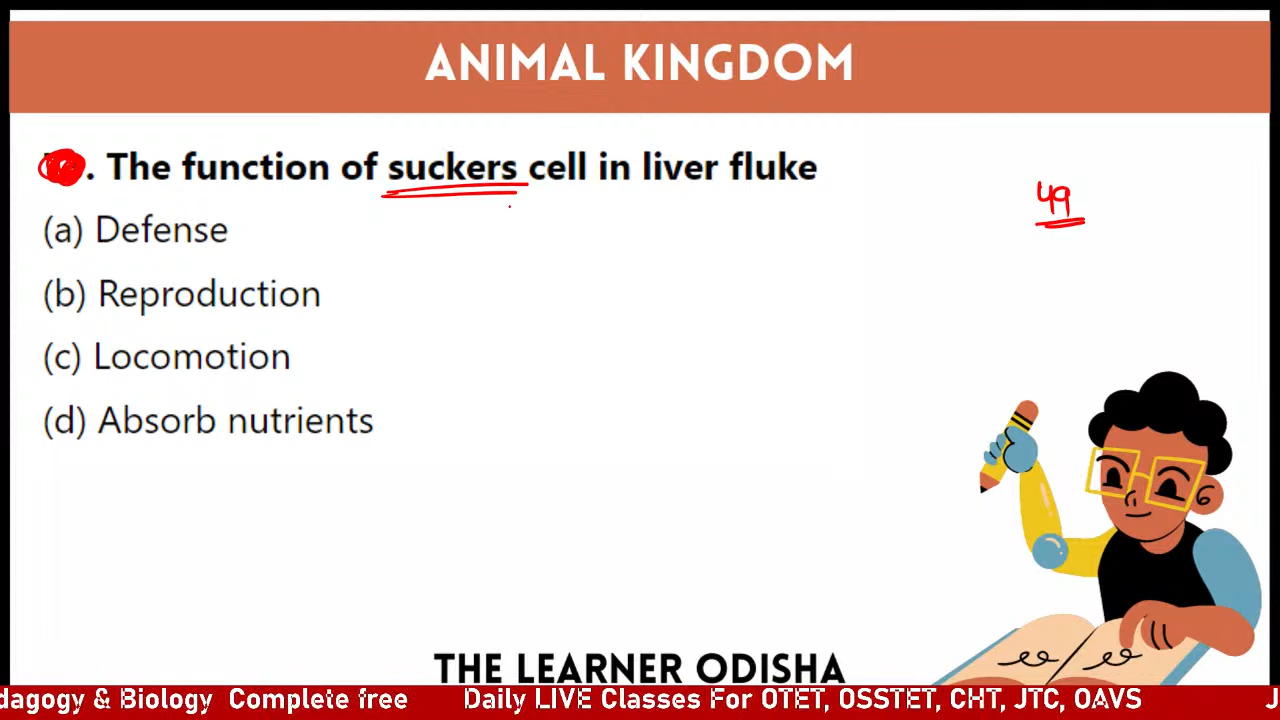 ANIMAL KINGDOM
. The function of suckers cell in liver fluke
49
(a) Defense
(b) Reproduction
(c) Locomotion
(d) Absorb nutrients
THE LEARNER ODISHA
dagogy & Biology Complete free Daily LIVE Classes For OTET, OSSTET, CHT, JTC, OAVS J